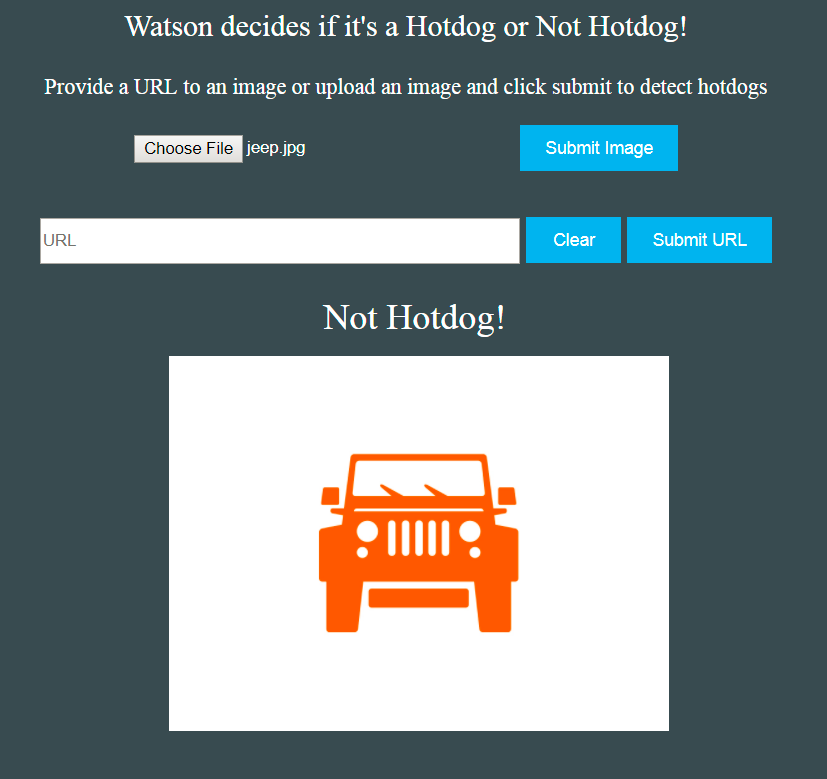 Watson decides if it's a Hotdog or Not Hotdog!
Provide a URL to an image or upload an image and click submit to detect hotdogs
Choose File jeep.jpg Submit Image
URL Clear Submit URL
Not Hotdog!